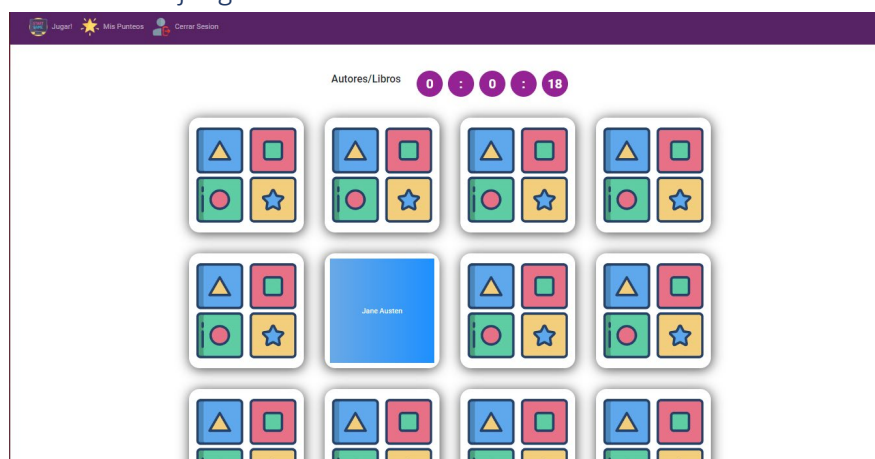 Jugar! Mis Punteos Cerrar Sesion
Autores/Libros 0 : 0 : 18
Jane Austen